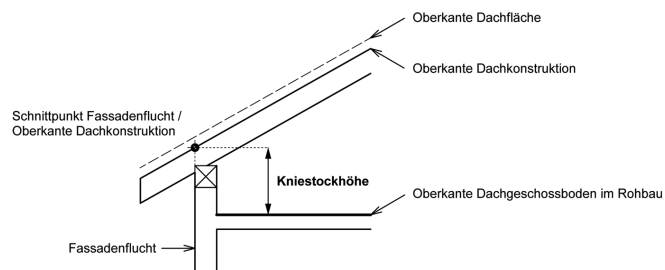 Oberkante Dachfläche
Oberkante Dachkonstruktion
Schnittpunkt Fassadenflucht /
Oberkante Dachkonstruktion
Kniestockhöhe
Oberkante Dachgeschossboden im Rohbau
Fassadenflucht